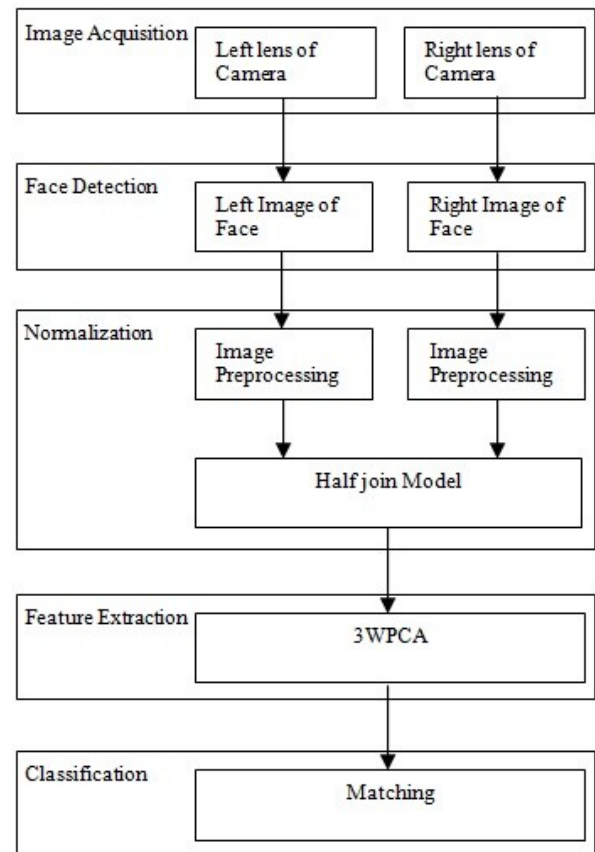 Image Acquisition
Left lens of
Camera
Right lens of
Camera
Face Detection
Left Image of
Face
Right Image of
Face
Normalization
Image
Preprocessing
Image
Preprocessing
Half join Model
Feature Extraction
3WPCA
Classification
Matching